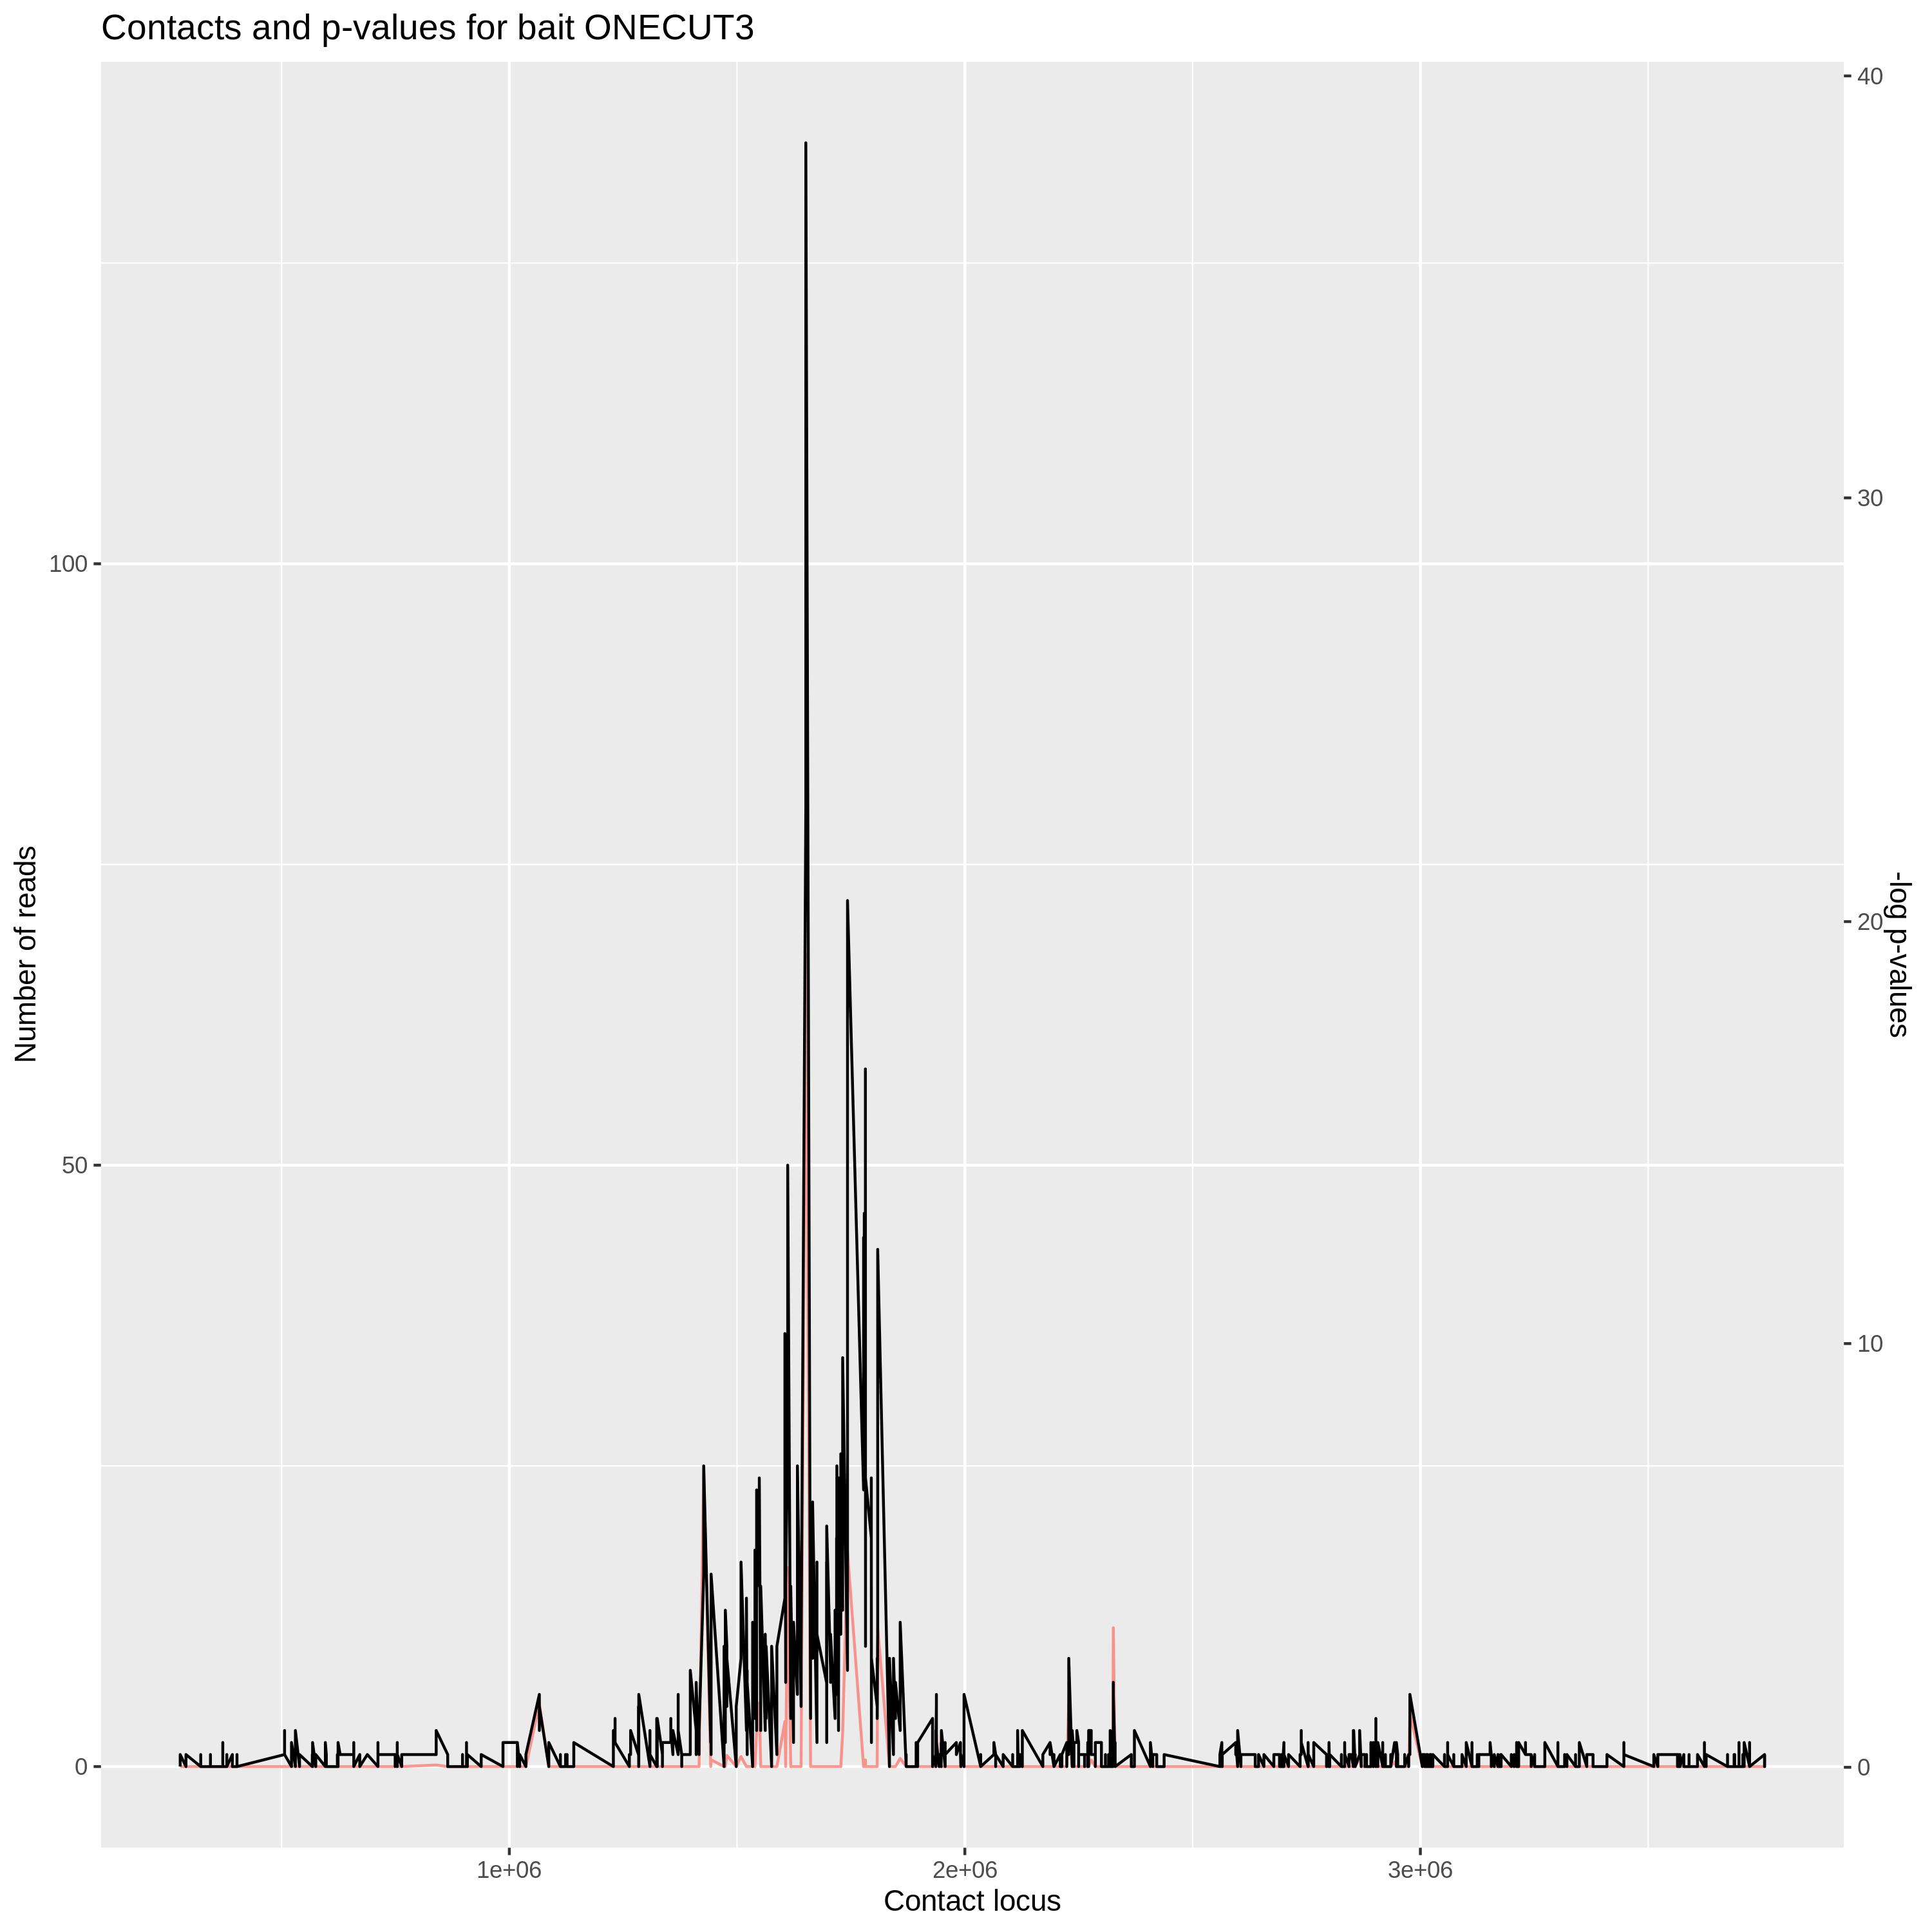 Contacts and p-values for bait ONECUT3
40
30
100
20
-log p-values
Number of reads
50
10
0
0
1e+06
2e+06
3e+06
Contact locus